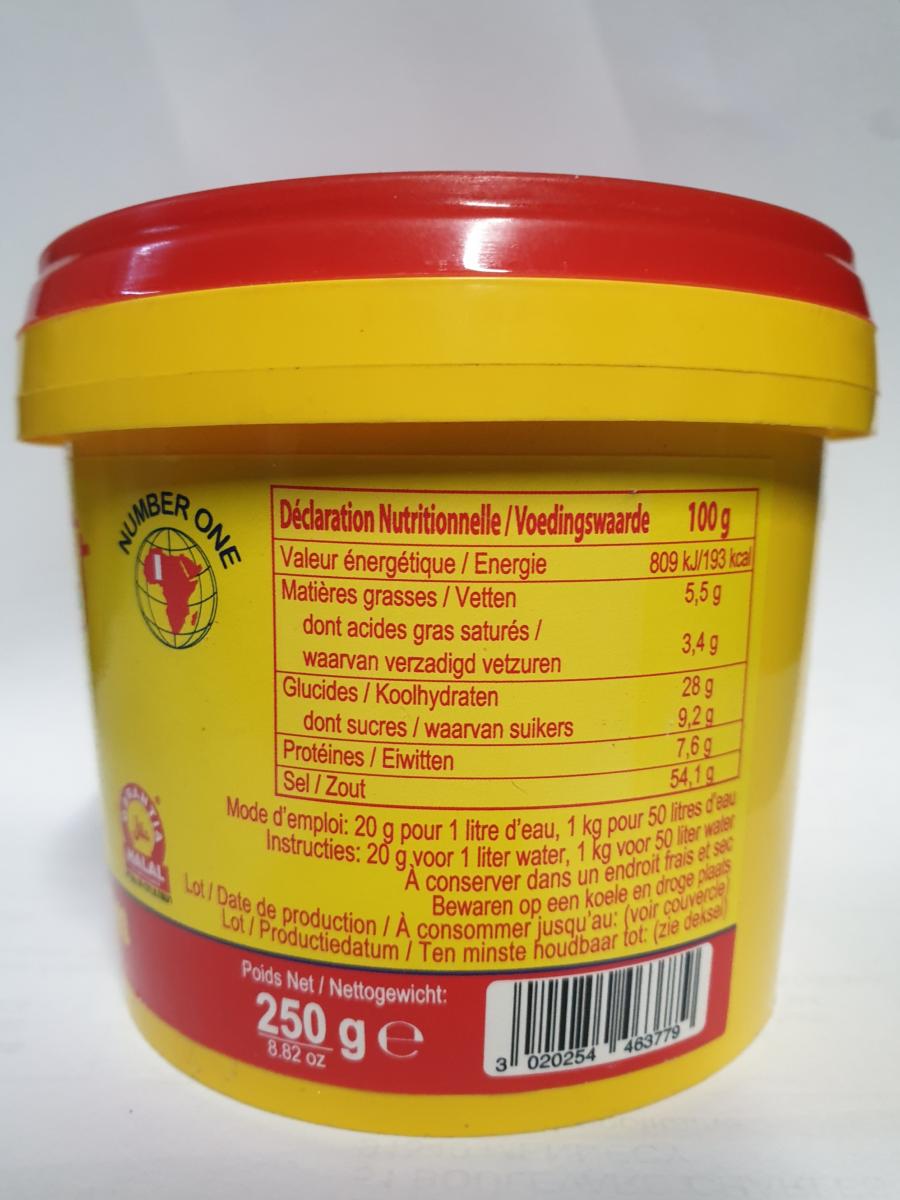 NUMBER ONE
Déclaration Nutritionnelle / Voedingswaarde 100 g
Valeur énergétique / Energie 809 kJ/193 kcal
Matières grasses / Vetten 5,5 g
dont acides gras saturés /
waarvan verzadigd vetzuren 3,4 g
Glucides / Koolhydraten 28 g
dont sucres / waarvan suikers 9,2 g
Protéines / Eiwitten 7,6 g
Sel / Zout 54,1 g
Mode d'emploi: 20 g pour 1 litre d'eau, 1 kg pour 50 litres d'eau
Instructies: 20 g voor 1 liter water, 1 kg voor 50 liter water
À conserver dans un endroit frais et sec
Bewaren op een koele en droge plaats
Lot / Date de production / À consommer jusqu'au: (voir couvercle)
Lot / Productiedatum / Ten minste houdbaar tot: (zie deksel)
HALAL
Poids Net / Nettogewicht:
250 g e
8.82 oz
3 020254 463779